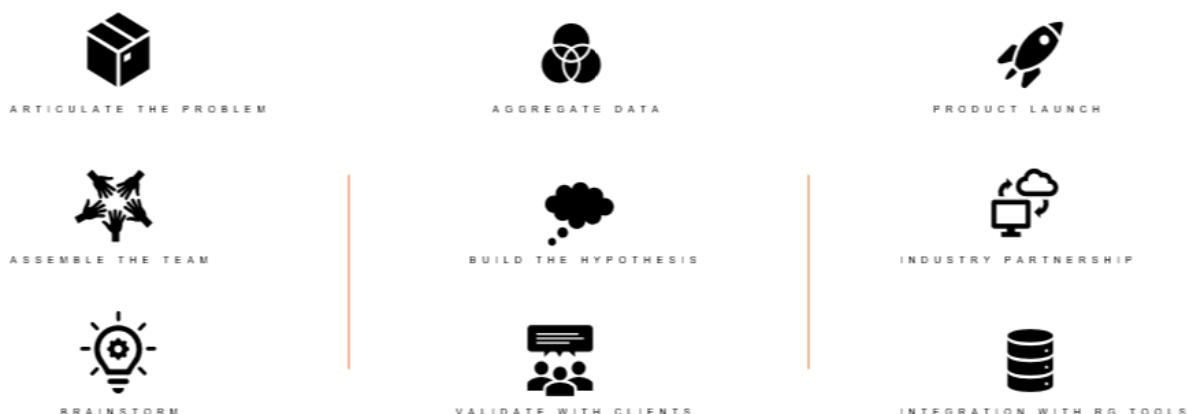 ARTICULATE THE PROBLEM
AGGREGATE DATA
PRODUCT LAUNCH
ASSEMBLE THE TEAM
BUILD THE HYPOTHESIS
INDUSTRY PARTNERSHIP
BRAINSTORM
VALIDATE WITH CLIENTS
INTEGRATION WITH RG TOOLS